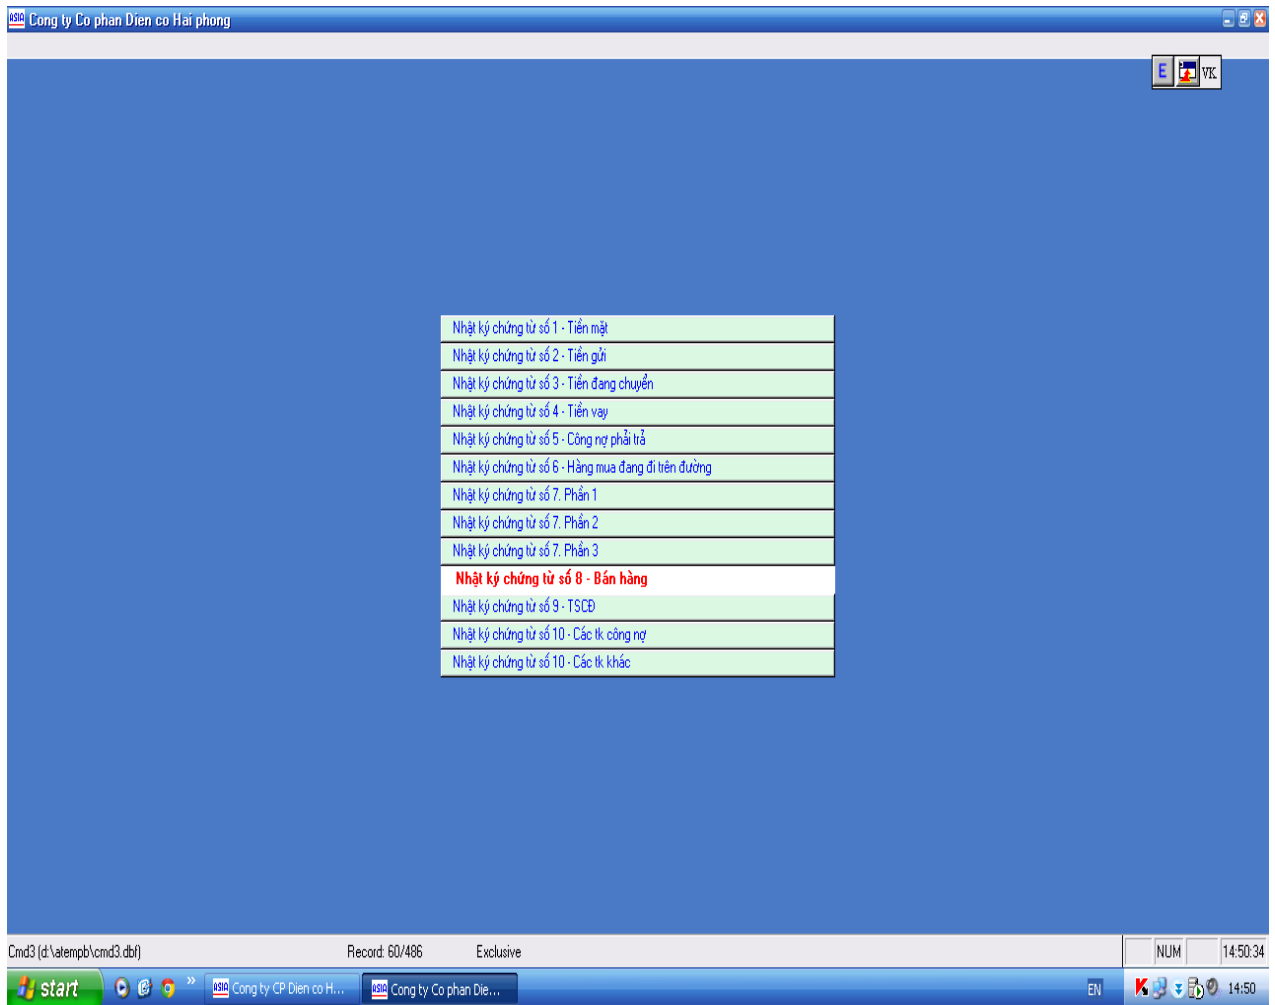 ASIA Cong ty Co phan Dien co Hai phong
E VK
Nhật ký chứng từ số 1 - Tiền mặt
Nhật ký chứng từ số 2 - Tiền gửi
Nhật ký chứng từ số 3 - Tiền đang chuyển
Nhật ký chứng từ số 4 - Tiền vay
Nhật ký chứng từ số 5 - Công nợ phải trả
Nhật ký chứng từ số 6 - Hàng mua đang đi trên đường
Nhật ký chứng từ số 7. Phần 1
Nhật ký chứng từ số 7. Phần 2
Nhật ký chứng từ số 7. Phần 3
Nhật ký chứng từ số 8 - Bán hàng
Nhật ký chứng từ số 9 - TSCĐ
Nhật ký chứng từ số 10 - Các tk công nợ
Nhật ký chứng từ số 10 - Các tk khác
Cmd3 (d:\atempb\cmd3.dbf) Record: 60/486 Exclusive NUM 14:50:34
start » ASIA Cong ty CP Dien co H... ASIA Cong ty Co phan Die... EN 14:50